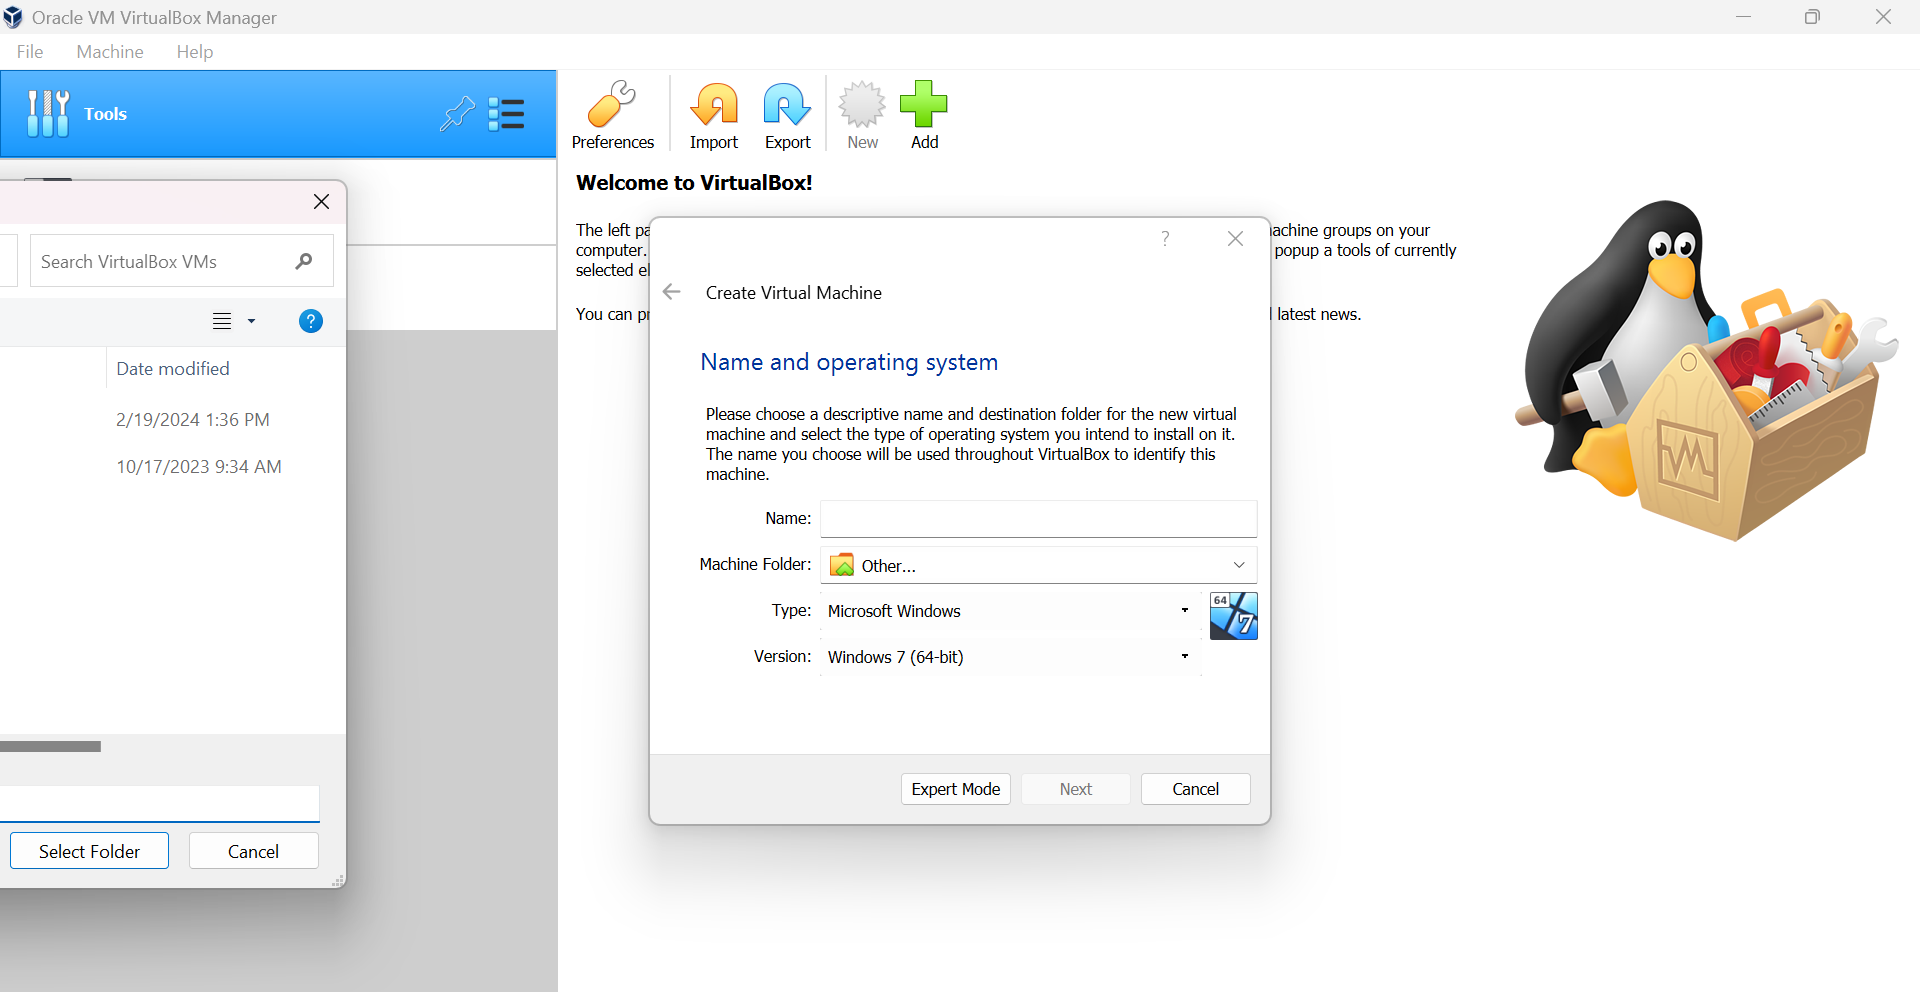 Oracle VM VirtualBox Manager
File Machine Help
Tools
Preferences Import Export New Add
Welcome to VirtualBox!
The left pa
achine groups on your
computer.
popup a tools of currently
selected el
You can pr
latest news.
Search VirtualBox VMs
?
Date modified
2/19/2024 1:36 PM
10/17/2023 9:34 AM
Select Folder Cancel
?
Create Virtual Machine
Name and operating system
Please choose a descriptive name and destination folder for the new virtual
machine and select the type of operating system you intend to install on it.
The name you choose will be used throughout VirtualBox to identify this
machine.
Name:
Machine Folder: Other...
Type: Microsoft Windows
64
7
Version: Windows 7 (64-bit)
Expert Mode Next Cancel